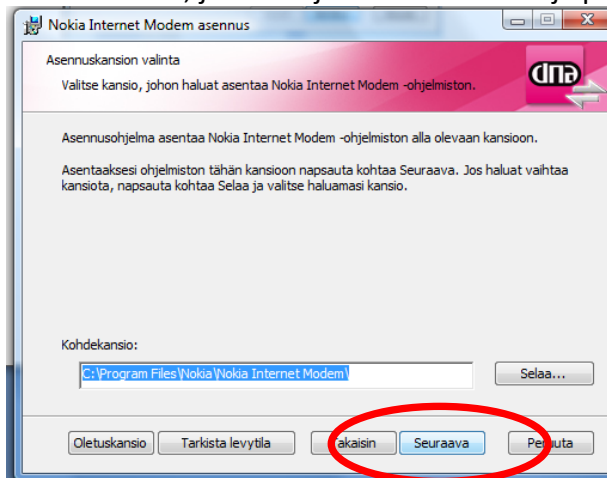 Nokia Internet Modem asennus
Asennuskansion valinta
Valitse kansio, johon haluat asentaa Nokia Internet Modem -ohjelmiston.
dna
Asennusohjelma asentaa Nokia Internet Modem -ohjelmiston alla olevaan kansioon.
Asentaaksesi ohjelmiston tähän kansioon napsauta kohtaa Seuraava. Jos haluat vaihtaa
kansiota, napsauta kohtaa Selaa ja valitse haluamasi kansio.
Kohdekansio:
C:\Program Files\Nokia\Nokia Internet Modem\
Selaa...
Oletuskansio Tarkista levytila Takaisin Seuraava Peruuta